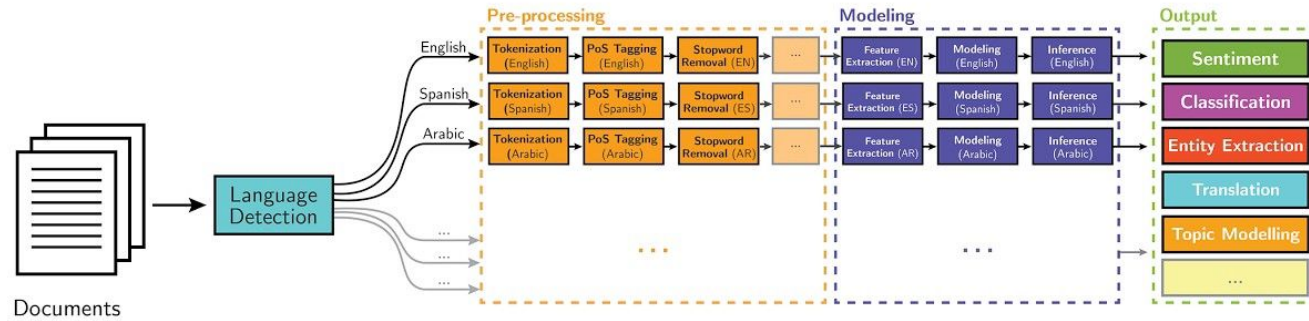 Pre-processing
Modeling
Output
English
Tokenization
(English)
PoS Tagging
(English)
Stopword
Removal (EN)
...
Feature
Extraction (EN)
Modeling
(English)
Inference
(English)
Sentiment
Spanish
Tokenization
(Spanish)
PoS Tagging
(Spanish)
Stopword
Removal (ES)
...
Feature
Extraction (ES)
Modeling
(Spanish)
Inference
(Spanish)
Classification
Arabic
Tokenization
(Arabic)
PoS Tagging
(Arabic)
Stopword
Removal (AR)
...
Feature
Extraction (AR)
Modeling
(Arabic)
Inference
(Arabic)
Entity Extraction
Language
Detection
Translation
...
...
...
...
...
Topic Modelling
...
Documents